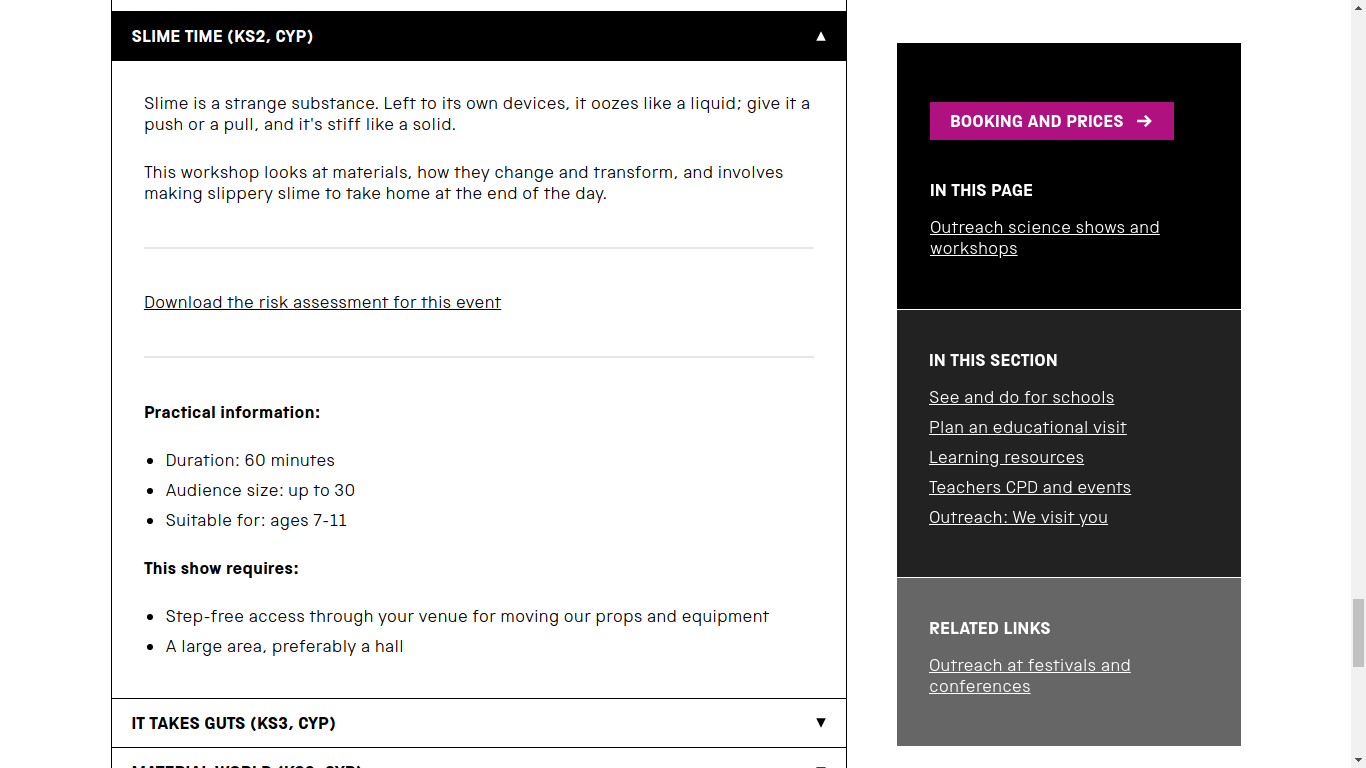 SLIME TIME (KS2, CYP)
▲
Slime is a strange substance. Left to its own devices, it oozes like a liquid; give it a
push or a pull, and it's stiff like a solid.
This workshop looks at materials, how they change and transform, and involves
making slippery slime to take home at the end of the day.
Download the risk assessment for this event
Practical information:
• Duration: 60 minutes
• Audience size: up to 30
• Suitable for: ages 7-11
This show requires:
• Step-free access through your venue for moving our props and equipment
• A large area, preferably a hall
IT TAKES GUTS (KS3, CYP)
▼
BOOKING AND PRICES →
IN THIS PAGE
Outreach science shows and
workshops
IN THIS SECTION
See and do for schools
Plan an educational visit
Learning resources
Teachers CPD and events
Outreach: We visit you
RELATED LINKS
Outreach at festivals and
conferences